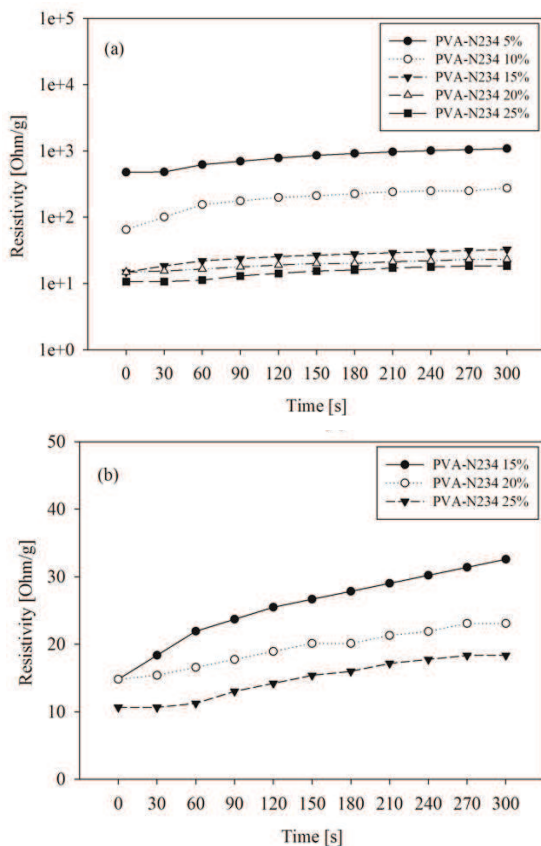 (a)
PVA-N234 5%
PVA-N234 10%
PVA-N234 15%
PVA-N234 20%
PVA-N234 25%
Resistivity [Ohm/g]
1e+5
1e+4
1e+3
1e+2
1e+1
1e+0
0 30 60 90 120 150 180 210 240 270 300
Time [s]
(b)
PVA-N234 15%
PVA-N234 20%
PVA-N234 25%
Resistivity [Ohm/g]
50
40
30
20
10
0
0 30 60 90 120 150 180 210 240 270 300
Time [s]